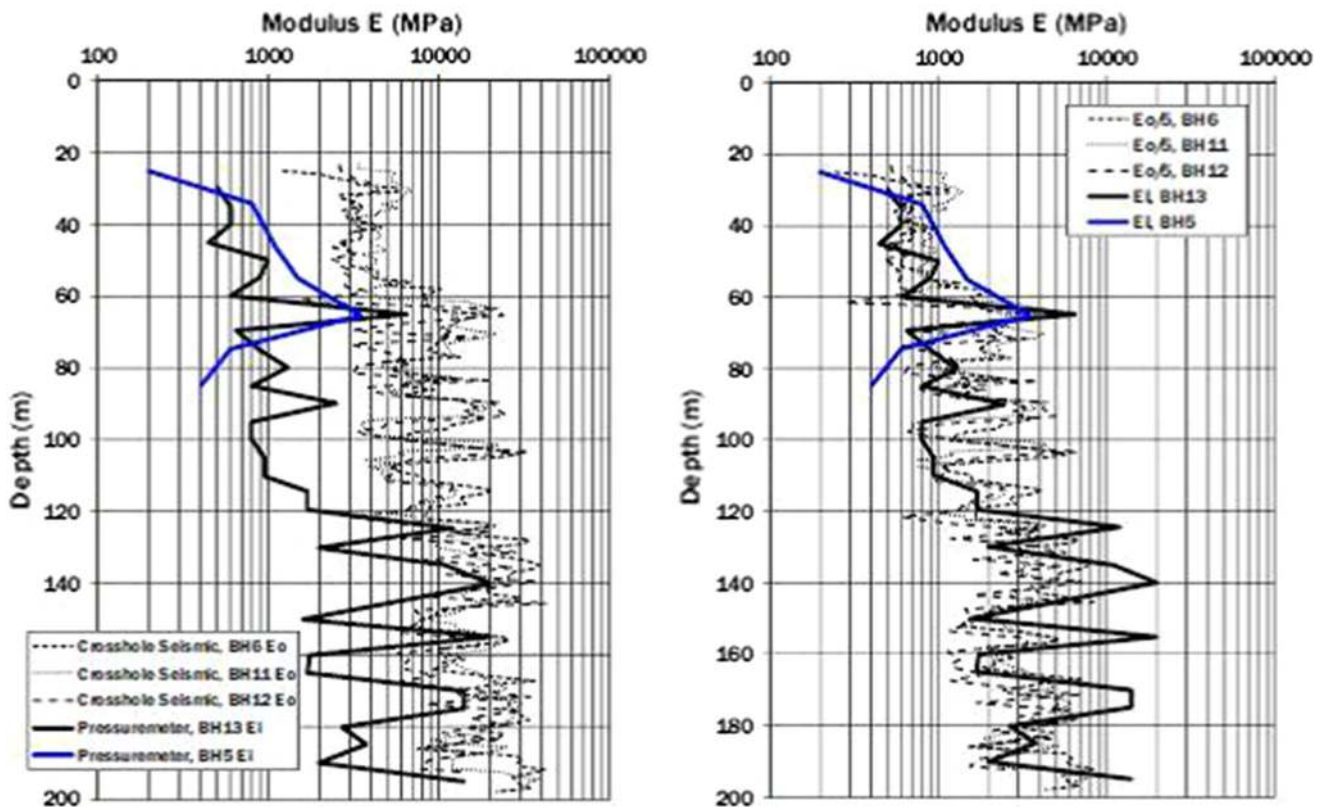 Modulus E (MPa)
100 1000 10000 100000
0
20
40
60
80
100
120
140
160
180
200
Depth (m)
Crosshole Seismic, BH6 Eo
Crosshole Seismic, BH11 Eo
Crosshole Seismic, BH12 Eo
Pressuremeter, BH13 Ei
Pressuremeter, BH5 Ei
Modulus E (MPa)
100 1000 10000 100000
0
20
40
60
80
100
120
140
160
180
200
Depth (m)
Eo/5, BH6
Eo/5, BH11
Eo/5, BH12
Ei, BH13
Ei, BH5